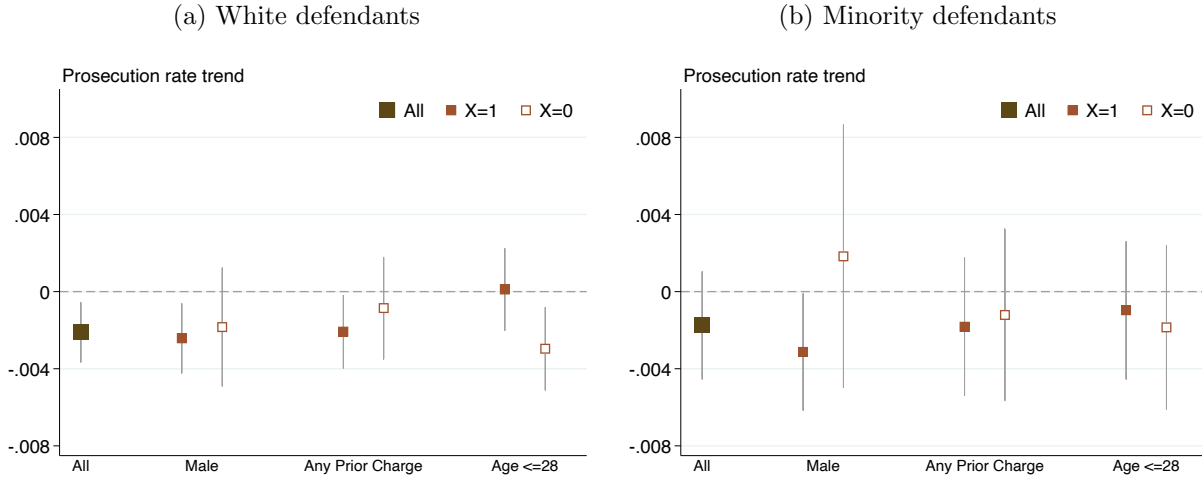 (a) White defendants
Prosecution rate trend
All X=1 X=0
.008
.004
0
-.004
-.008
All Male Any Prior Charge Age <=28
(b) Minority defendants
Prosecution rate trend
All X=1 X=0
.008
.004
0
-.004
-.008
All Male Any Prior Charge Age <=28